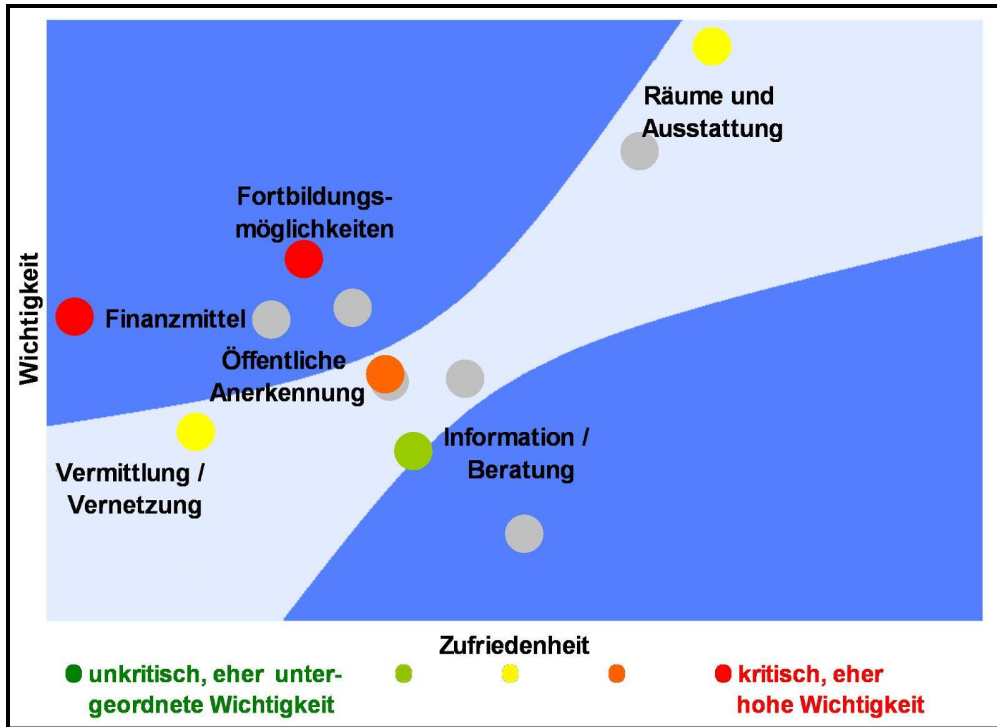 Räume und
Ausstattung
Fortbildungs-
möglichkeiten
Finanzmittel
Öffentliche
Anerkennung
Information /
Beratung
Vermittlung /
Vernetzung
Wichtigkeit
Zufriedenheit
unkritisch, eher unter-
geordnete Wichtigkeit
kritisch, eher
hohe Wichtigkeit